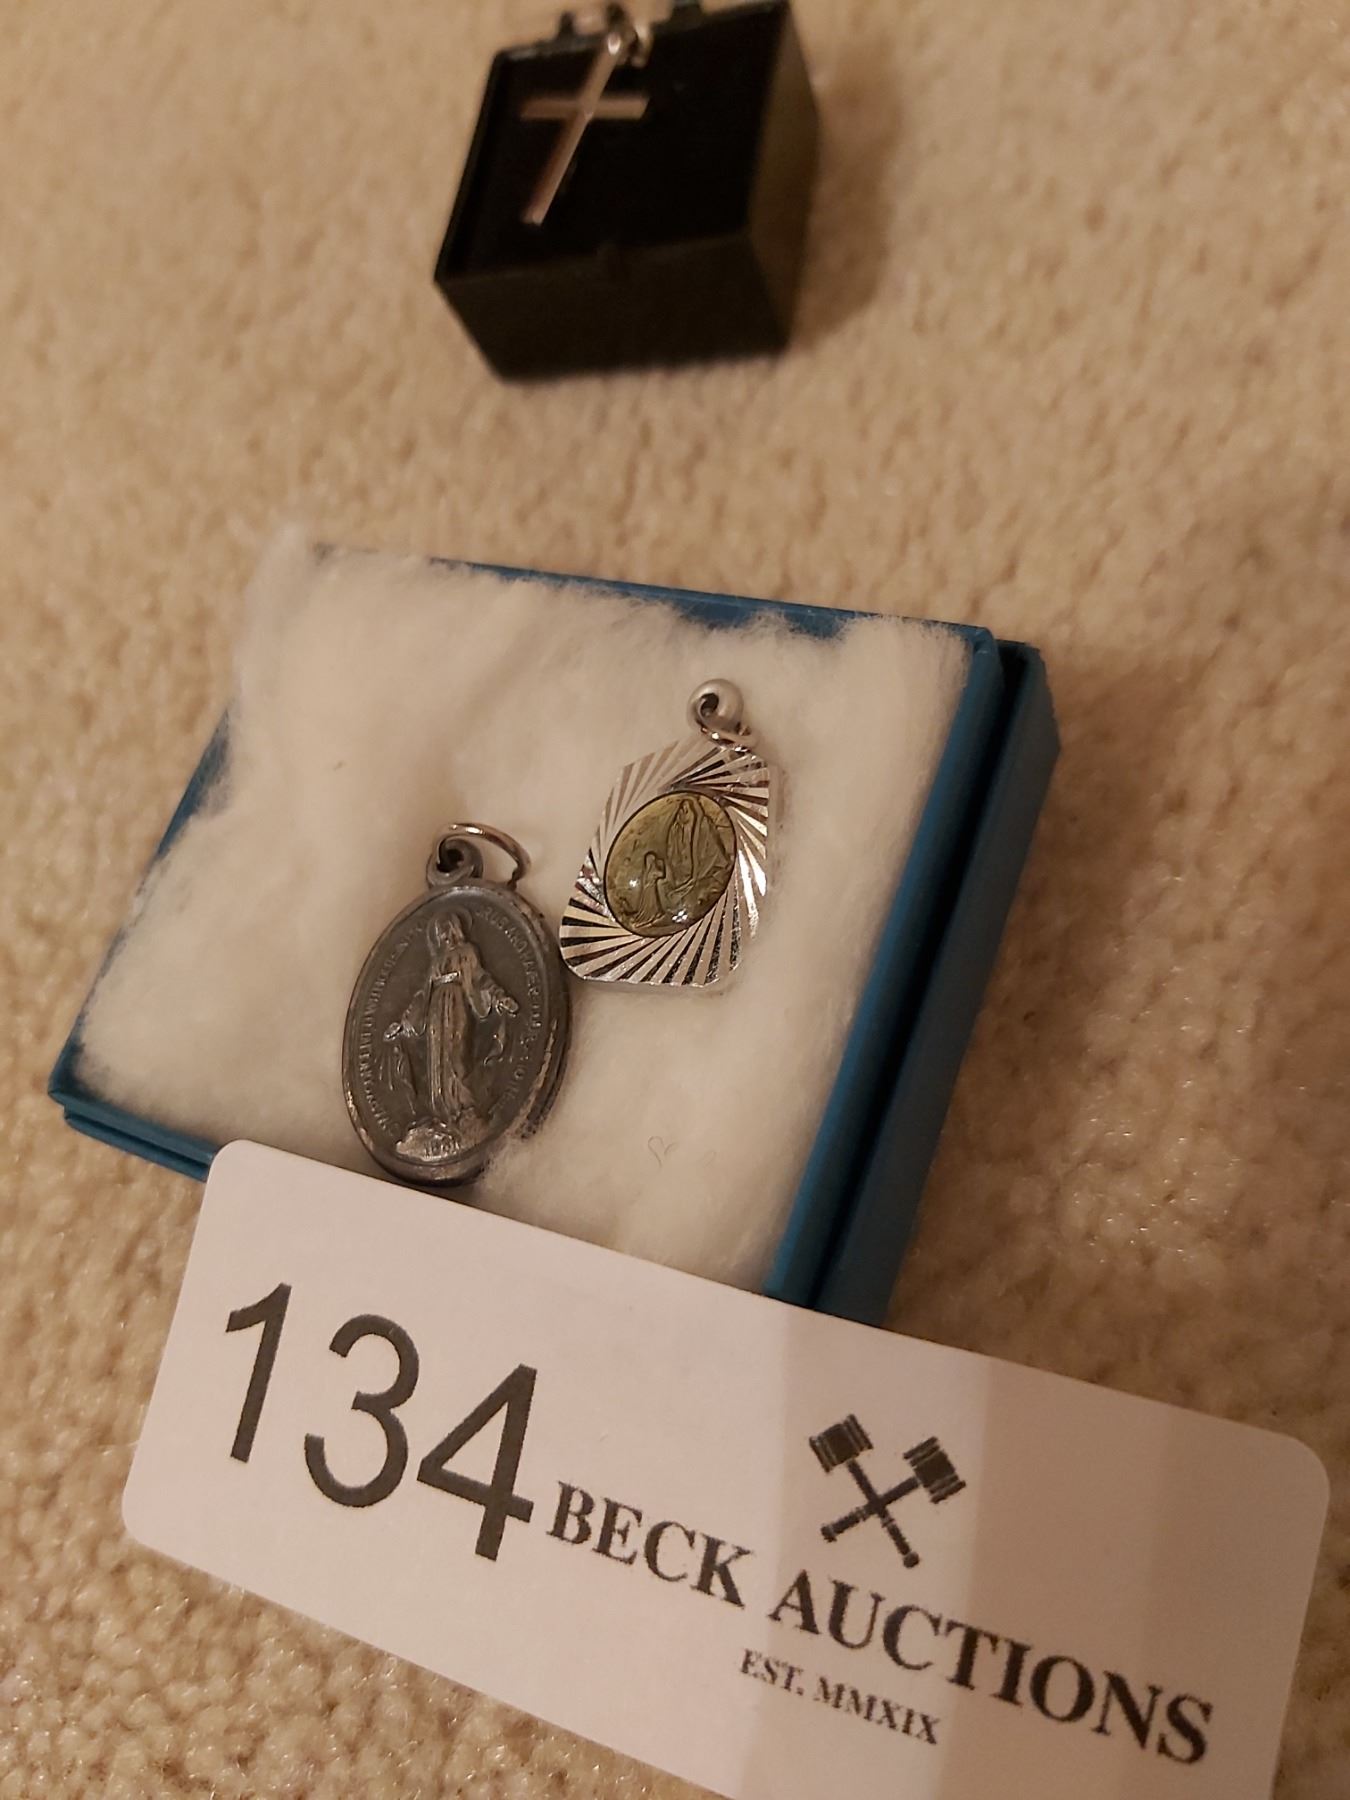 134
BECK AUCTIONS
EST. MMXIX